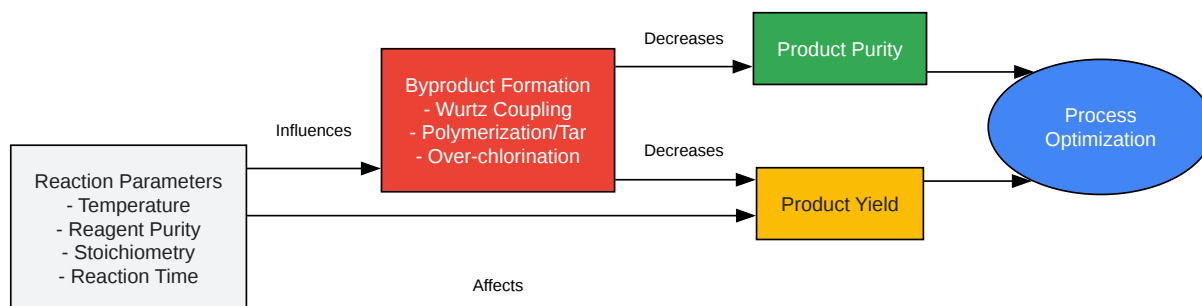 Reaction Parameters
- Temperature
- Reagent Purity
- Stoichiometry
- Reaction Time
Influences
Byproduct Formation
- Wurtz Coupling
- Polymerization/Tar
- Over-chlorination
Decreases
Product Purity
Decreases
Product Yield
Affects
Process
Optimization